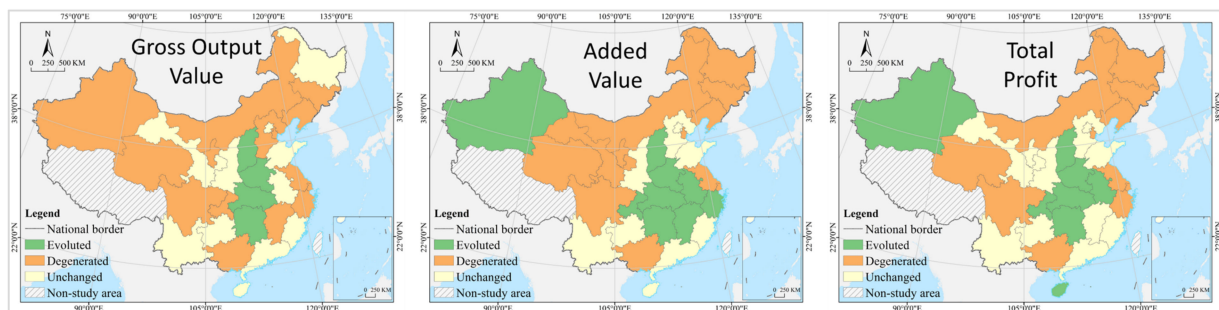 75°0'0"E 90°0'0"E 105°0'0"E 120°0'0"E 135°0'0"E
N
0 250 500 KM
Gross Output
Value
38°0'0"N
22°0'0"N
Legend
National border
Evoluted
Degenerated
Unchanged
Non-study area
0 250 KM
90°0'0"E 105°0'0"E 120°0'0"E
75°0'0"E 90°0'0"E 105°0'0"E 120°0'0"E 135°0'0"E
N
0 250 500 KM
Added
Value
38°0'0"N
22°0'0"N
Legend
National border
Evoluted
Degenerated
Unchanged
Non-study area
0 250 KM
90°0'0"E 105°0'0"E 120°0'0"E
75°0'0"E 90°0'0"E 105°0'0"E 120°0'0"E 135°0'0"E
N
0 250 500 KM
Total
Profit
38°0'0"N
22°0'0"N
Legend
National border
Evoluted
Degenerated
Unchanged
Non-study area
0 250 KM
90°0'0"E 105°0'0"E 120°0'0"E